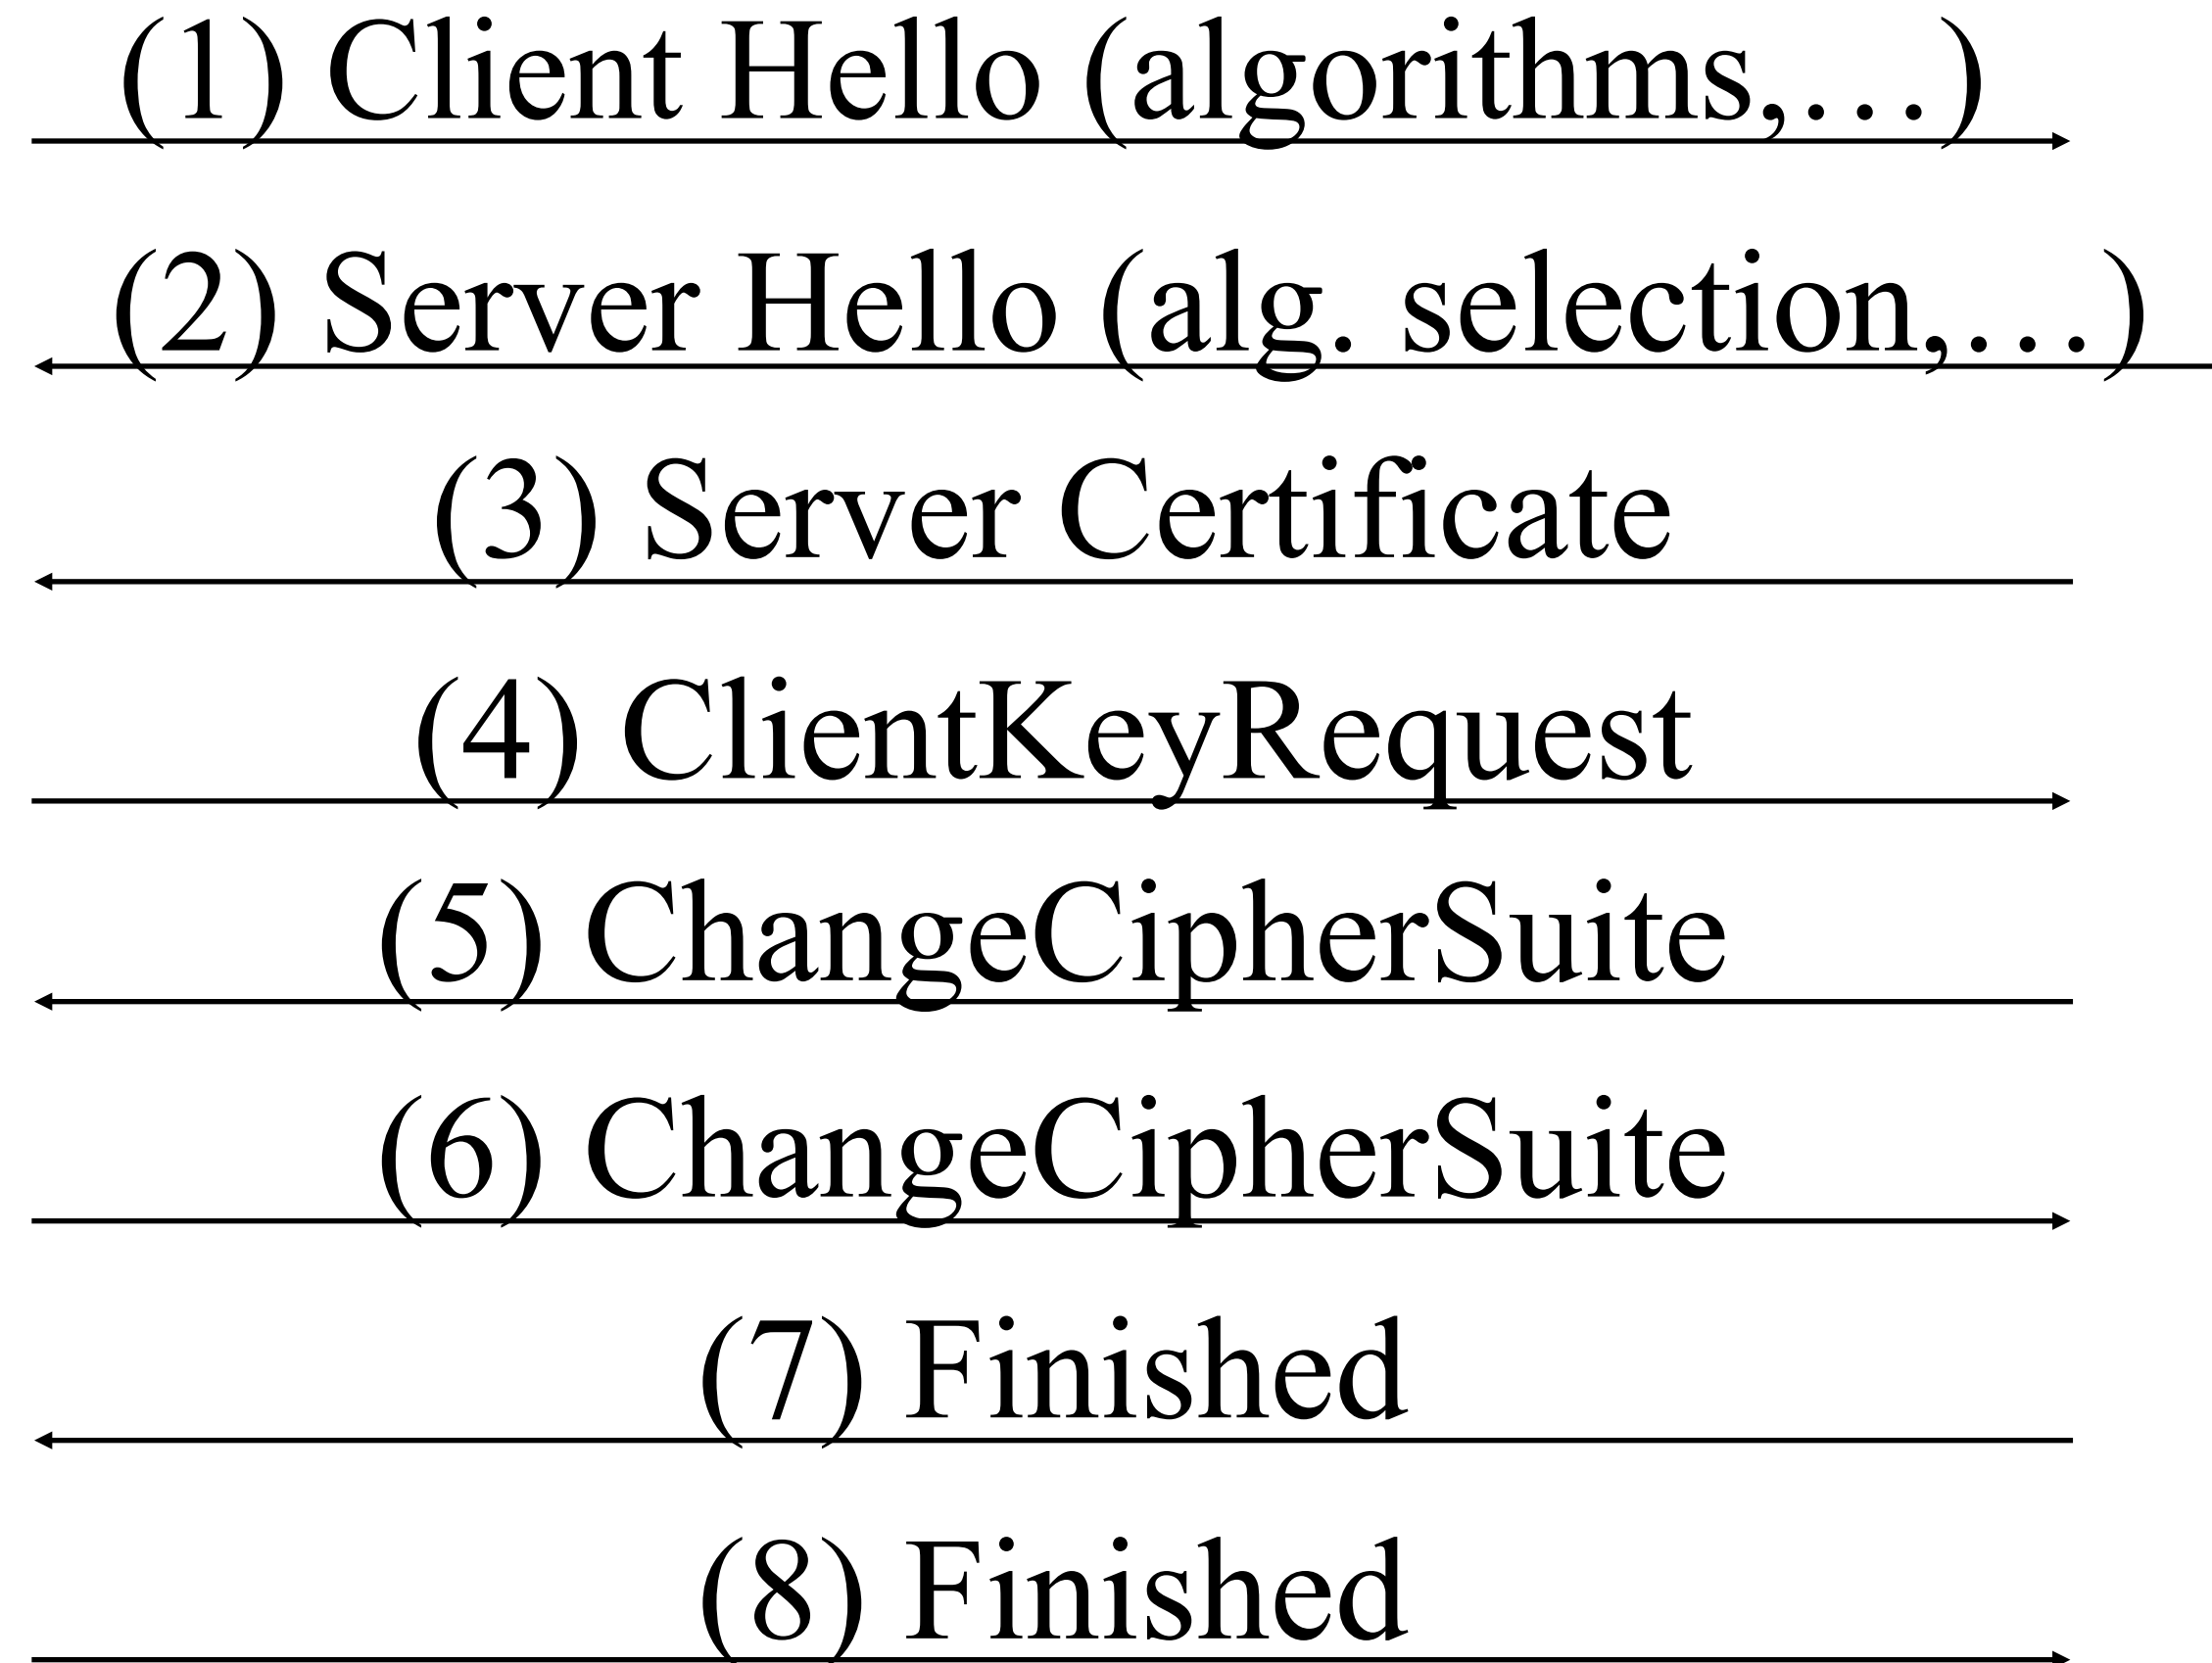 (1) Client Hello (algorithms,…)
(2) Server Hello (alg. selection,…)
(3) Server Certificate
(4) ClientKeyRequest
(5) ChangeCipherSuite
(6) ChangeCipherSuite
(7) Finished
(8) Finished